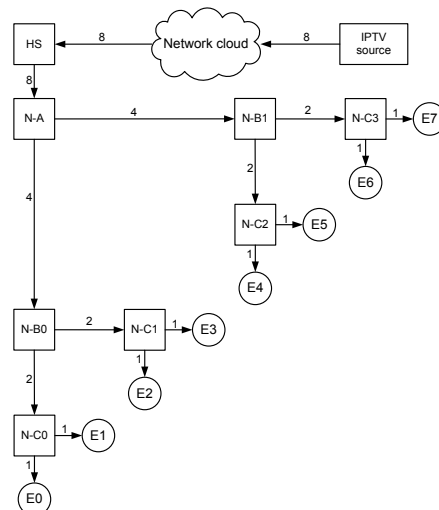 HS
8
Network cloud
8
IPTV
source
8
N-A
4
N-B1
2
N-C3
1
E7
1
E6
4
2
N-C2
1
E5
1
E4
N-B0
2
N-C1
1
E3
1
E2
2
N-C0
1
E1
1
E0